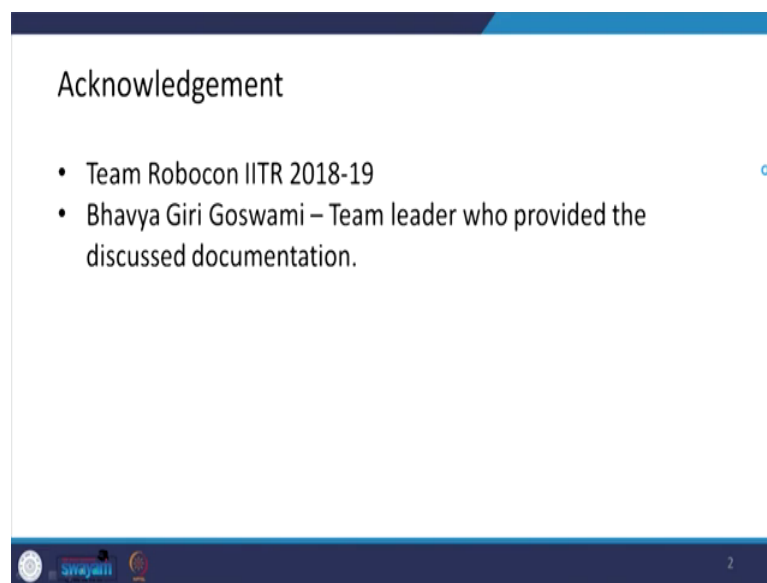 Acknowledgement
• Team Robocon IITR 2018-19
• Bhavya Giri Goswami – Team leader who provided the
discussed documentation.
swayam
2